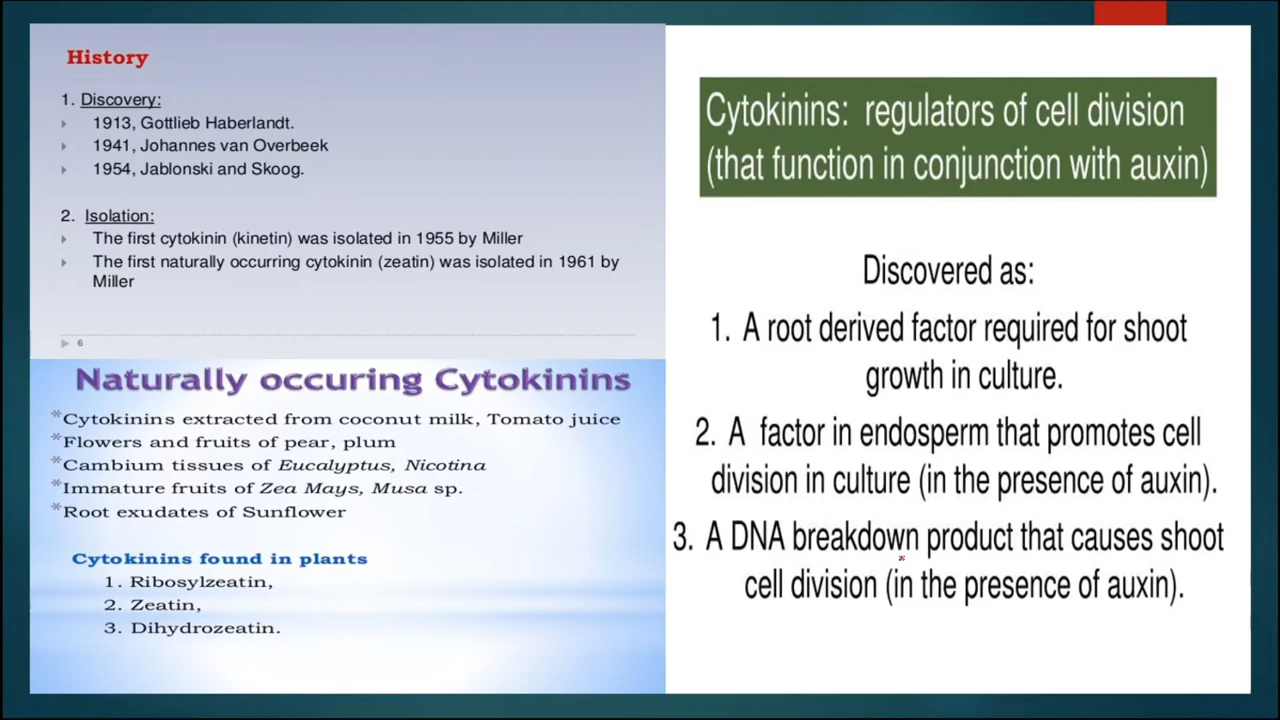 History
1. Discovery:
1913, Gottlieb Haberlandt.
1941, Johannes van Overbeek
1954, Jablonski and Skoog.
2. Isolation:
The first cytokinin (kinetin) was isolated in 1955 by Miller
The first naturally occurring cytokinin (zeatin) was isolated in 1961 by
Miller
6
Naturally occuring Cytokinins
*Cytokinins extracted from coconut milk, Tomato juice
*Flowers and fruits of pear, plum
*Cambium tissues of Eucalyptus, Nicotina
*Immature fruits of Zea Mays, Musa sp.
*Root exudates of Sunflower
Cytokinins found in plants
1. Ribosylzeatin,
2. Zeatin,
3. Dihydrozeatin.
Cytokinins: regulators of cell division
(that function in conjunction with auxin)
Discovered as:
1. A root derived factor required for shoot
growth in culture.
2. A factor in endosperm that promotes cell
division in culture (in the presence of auxin).
3. A DNA breakdown product that causes shoot
cell division (in the presence of auxin).